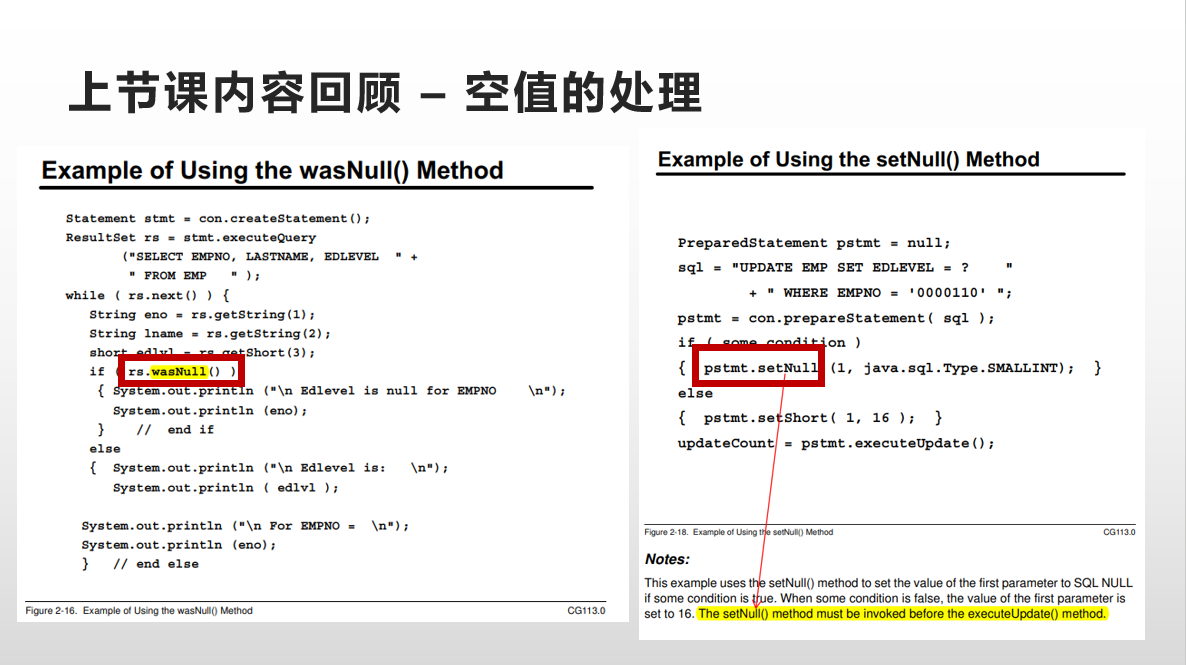 上节课内容回顾 – 空值的处理
Example of Using the wasNull() Method
Statement stmt = con.createStatement();
ResultSet rs = stmt.executeQuery
("SELECT EMPNO, LASTNAME, EDLEVEL " +
" FROM EMP " );
while ( rs.next() ) {
String eno = rs.getString(1);
String lname = rs.getString(2);
short edlvl = rs.getShort(3);
if ( rs.wasNull() )
{ System.out.println ("\n Edlevel is null for EMPNO \n");
System.out.println (eno);
} // end if
else
{ System.out.println ("\n Edlevel is: \n");
System.out.println ( edlvl );
System.out.println ("\n For EMPNO = \n");
System.out.println (eno);
} // end else
Figure 2-16. Example of Using the wasNull() Method CG113.0
Example of Using the setNull() Method
PreparedStatement pstmt = null;
sql = "UPDATE EMP SET EDLEVEL = ? "
+ " WHERE EMPNO = '0000110' ";
pstmt = con.prepareStatement( sql );
if ( some condition )
{ pstmt.setNull (1, java.sql.Type.SMALLINT); }
else
{ pstmt.setShort( 1, 16 ); }
updateCount = pstmt.executeUpdate();
Figure 2-18. Example of Using the setNull() Method CG113.0
Notes:
This example uses the setNull() method to set the value of the first parameter to SQL NULL
if some condition is true. When some condition is false, the value of the first parameter is
set to 16. The setNull() method must be invoked before the executeUpdate() method.